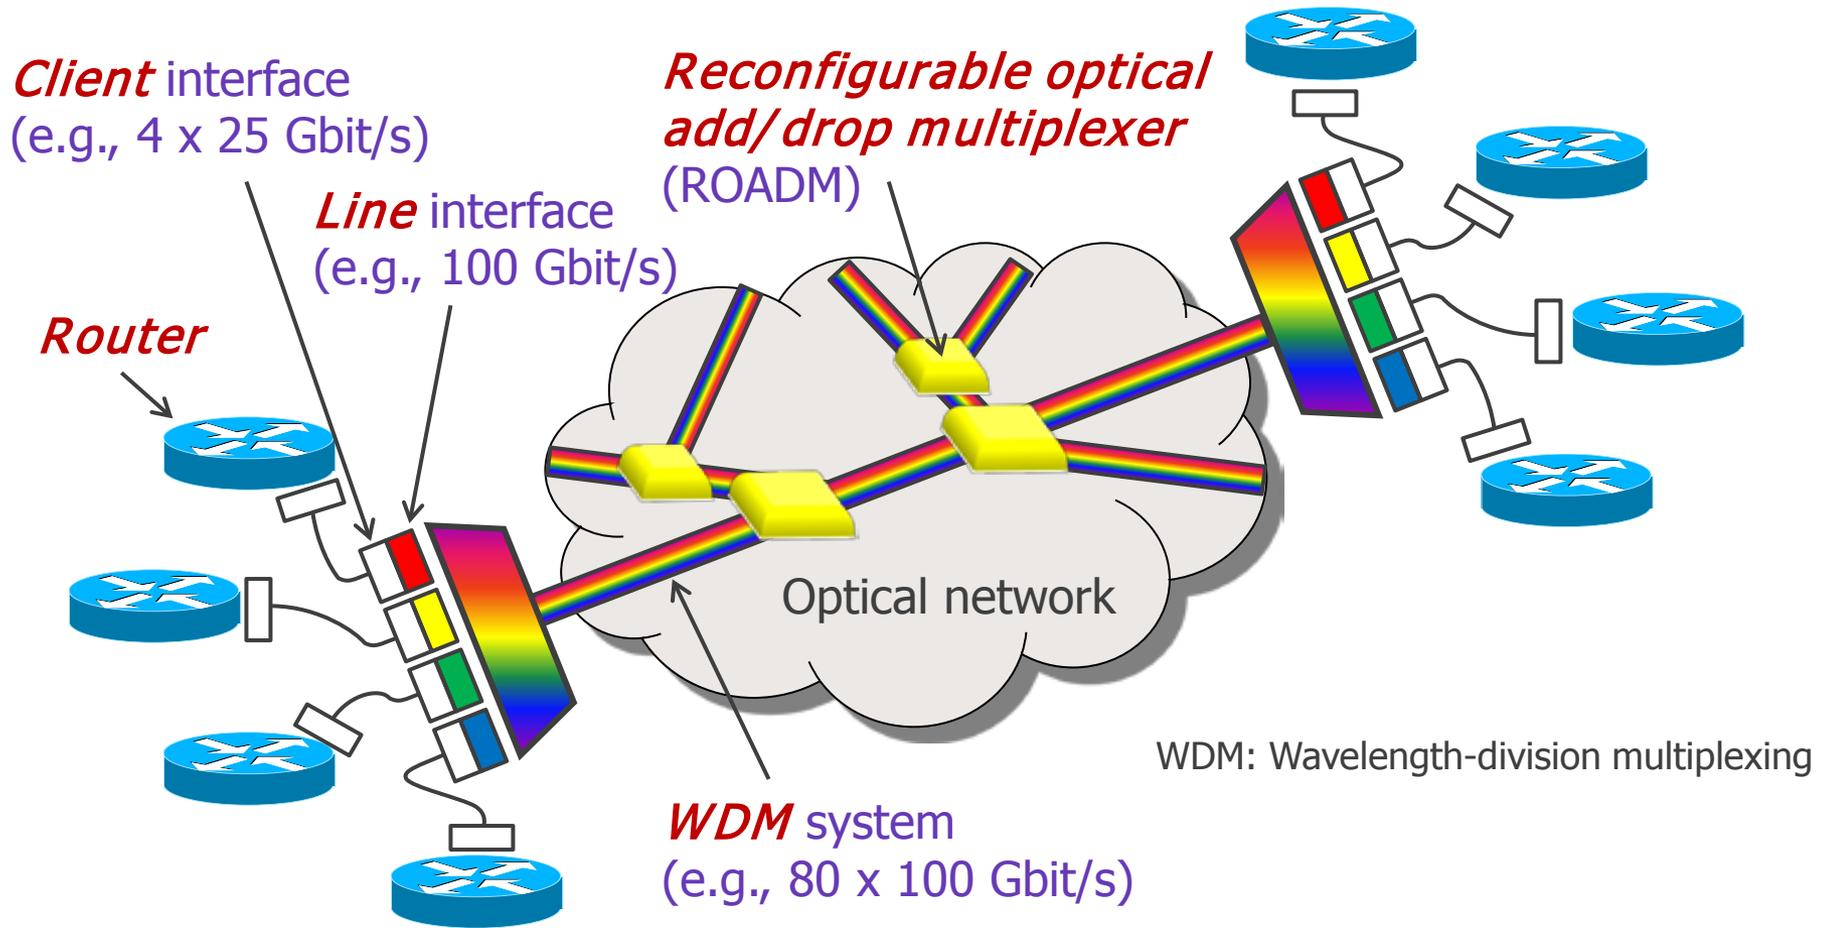 Client interface
(e.g., 4 x 25 Gbit/s)
Line interface
(e.g., 100 Gbit/s)
Router
Reconfigurable optical
add/drop multiplexer
(ROADM)
Optical network
WDM: Wavelength-division multiplexing
WDM system
(e.g., 80 x 100 Gbit/s)